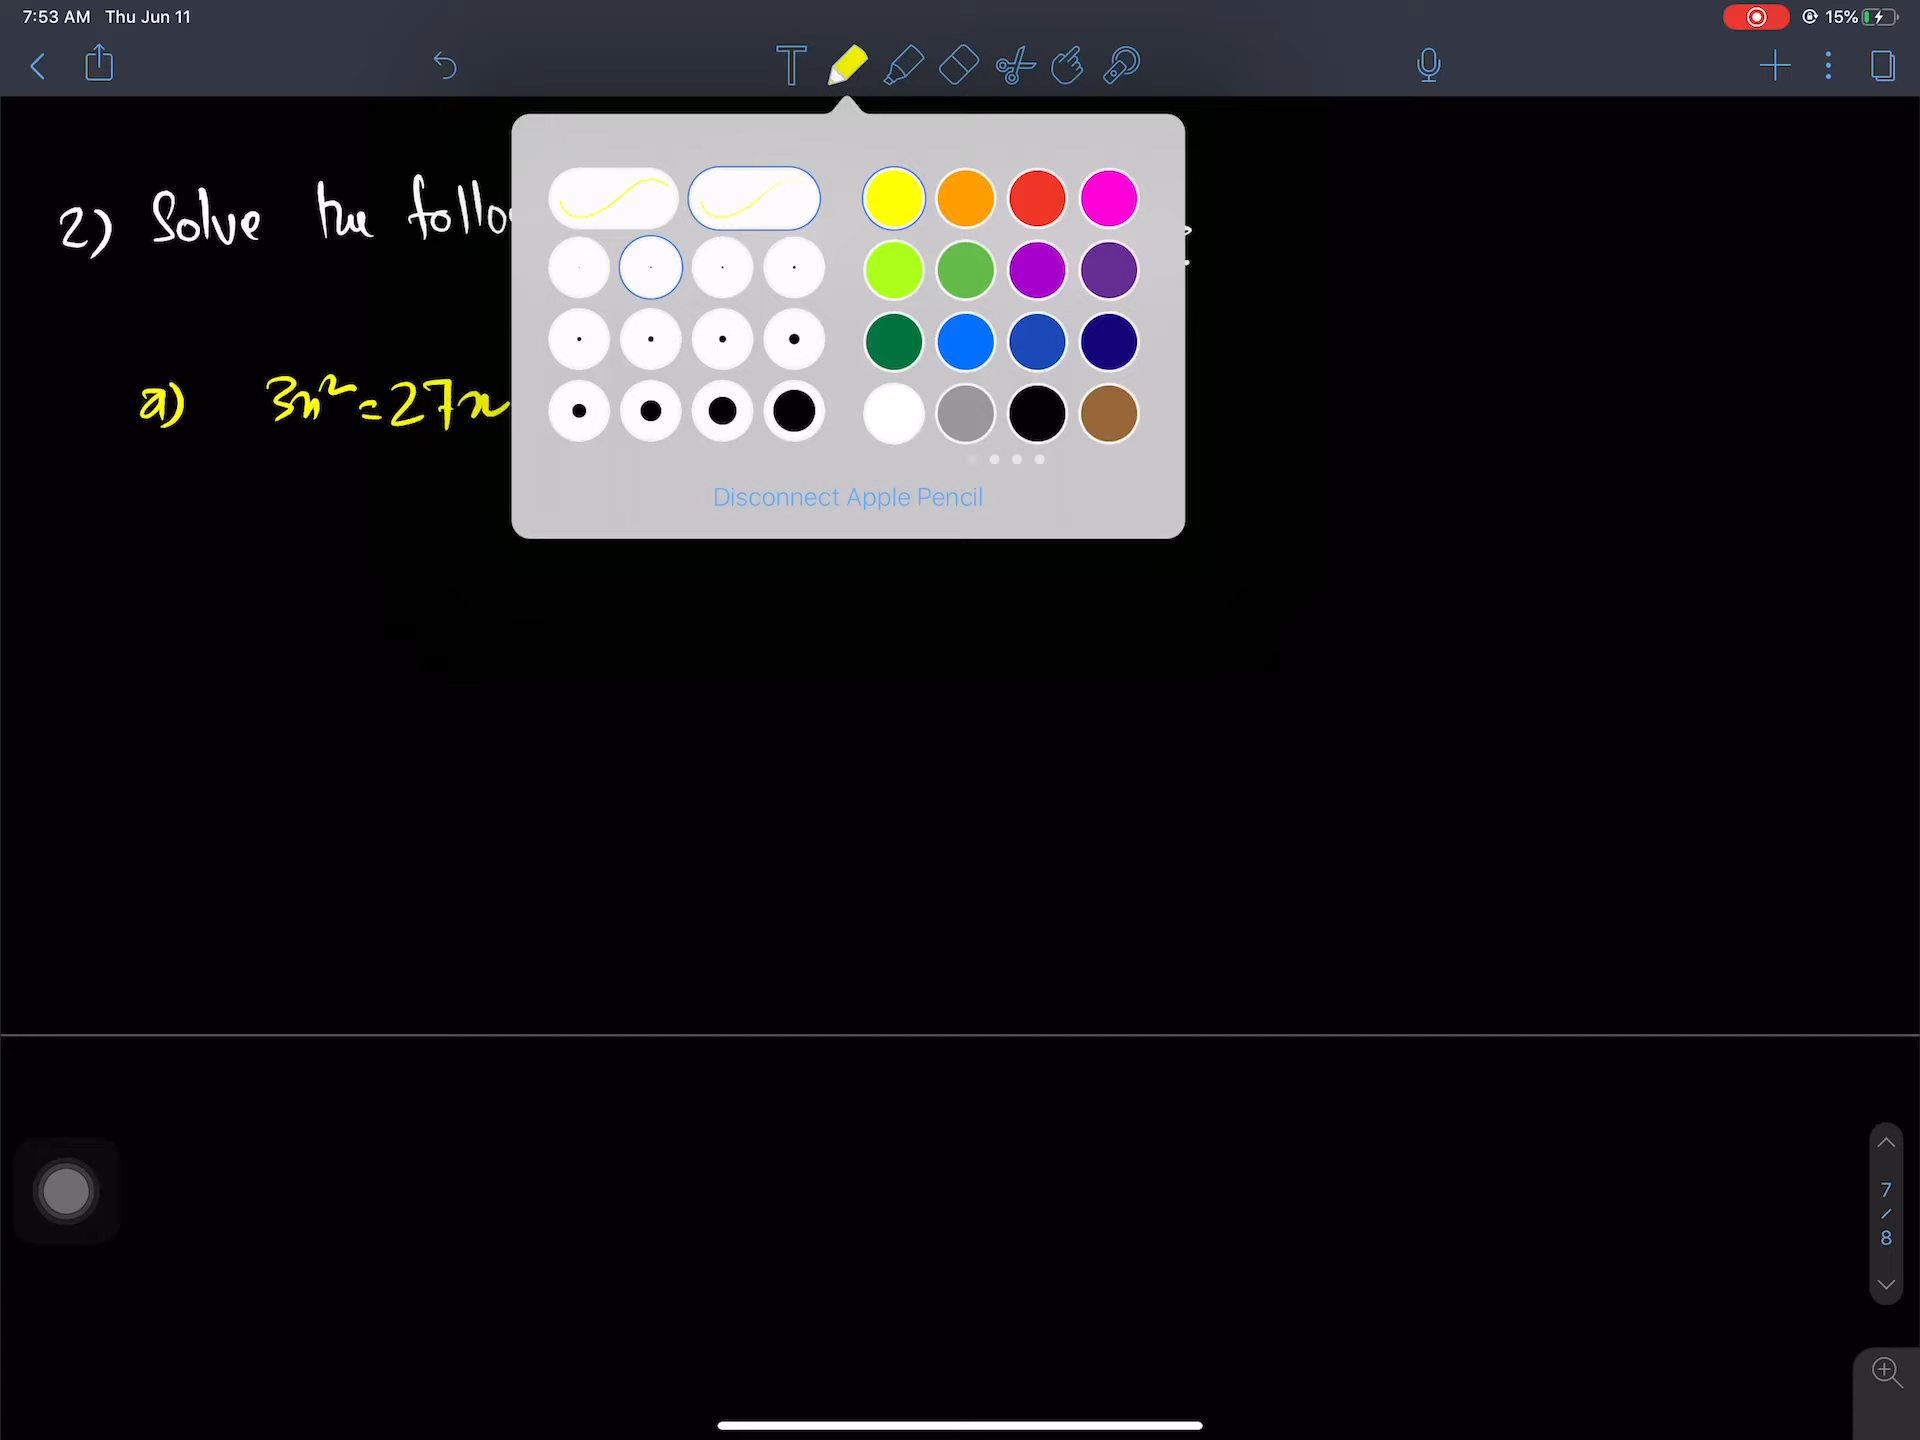 7:53 AM Thu Jun 11
15%
T
2) Solve the follo
a) 3x² = 27x
Disconnect Apple Pencil
7
/
8